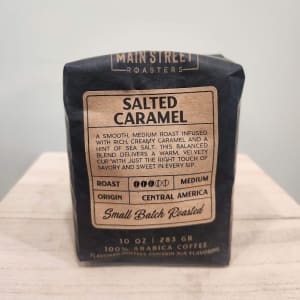 MAIN STREET
ROASTERS
SALTED
CARAMEL
A SMOOTH, MEDIUM ROAST INFUSED
WITH RICH, CREAMY CARAMEL AND A
HINT OF SEA SALT. THIS BALANCED
BLEND DELIVERS A WARM, VELVETY
CUP WITH JUST THE RIGHT TOUCH OF
SAVORY AND SWEET IN EVERY SIP.
ROAST MEDIUM
ORIGIN CENTRAL AMERICA
Small Batch Roasted
10 OZ | 283 GR
100% ARABICA COFFEE